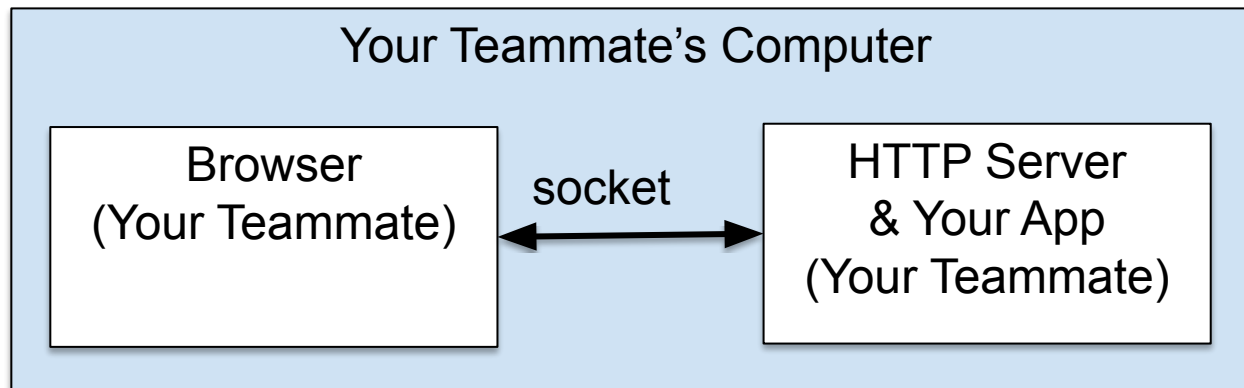 Your Teammate’s Computer
Browser
(Your Teammate)
socket
HTTP Server
& Your App
(Your Teammate)